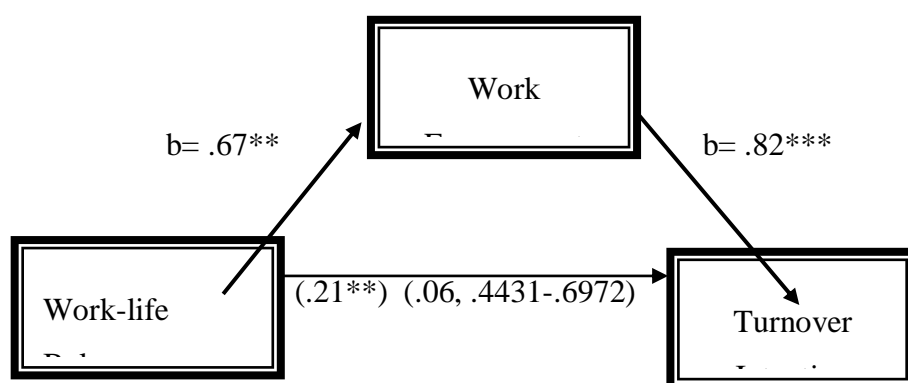 Work
b= .67**
b= .82***
(.21**) (.06, .4431-.6972)
Work-life
Turnover